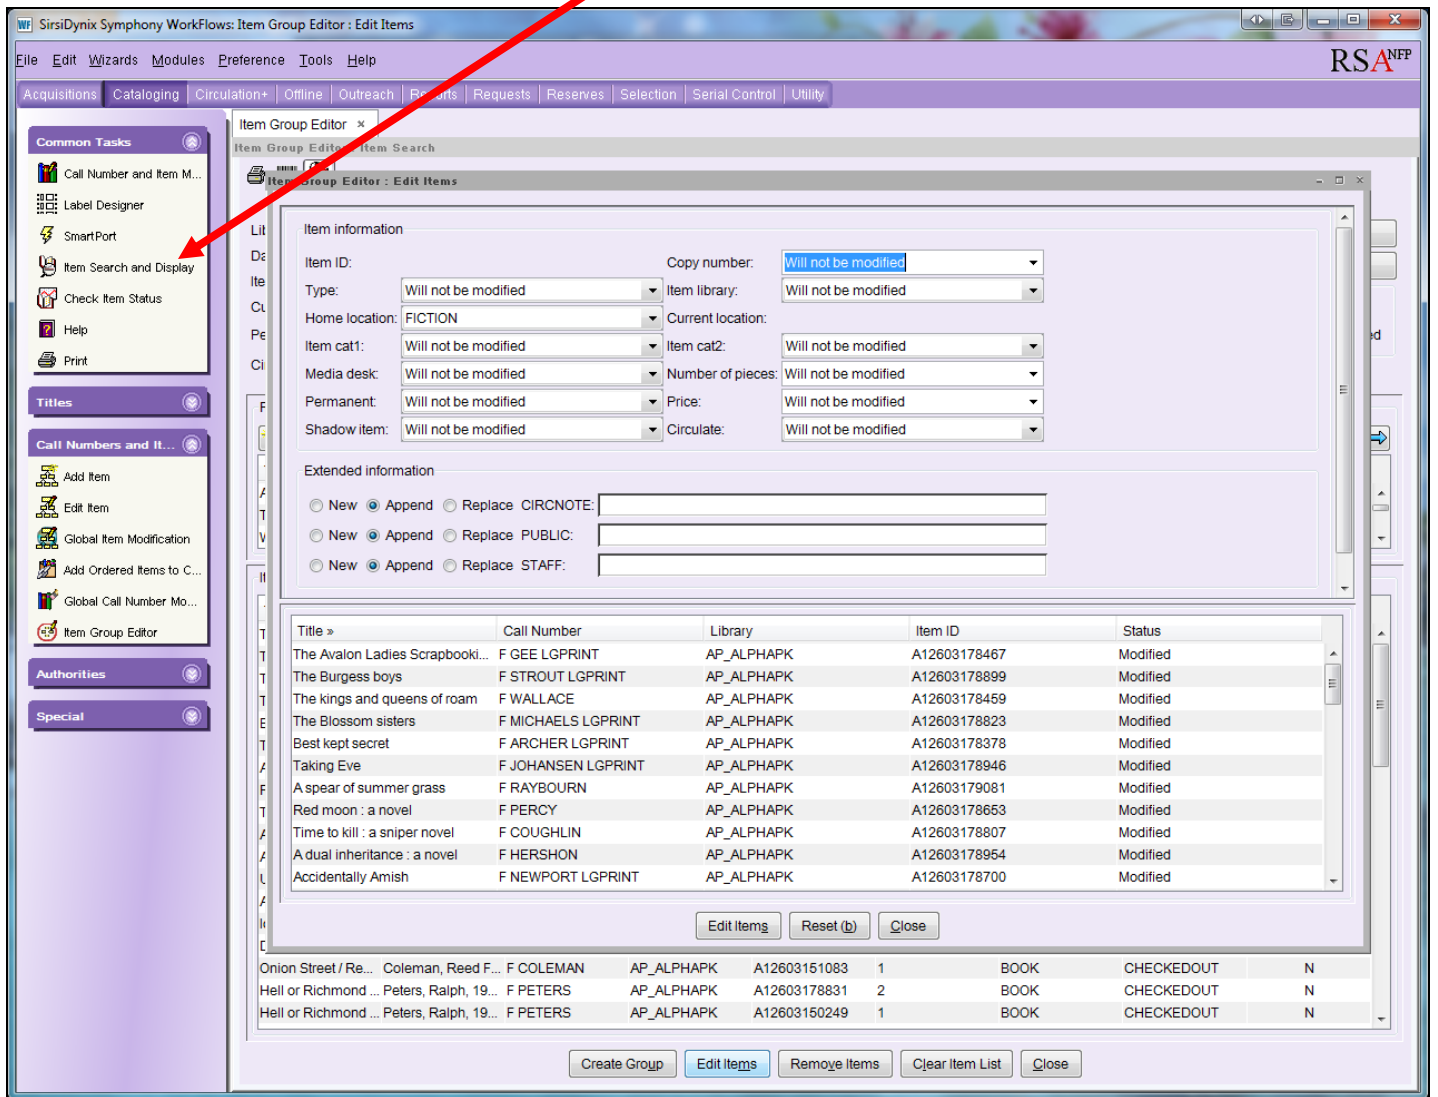 WF SirsiDynix Symphony WorkFlows: Item Group Editor : Edit Items
File Edit Wizards Modules Preference Tools Help
RSA NFP
Acquisitions Cataloging Circulation+ Offline Outreach Reports Requests Reserves Selection Serial Control Utility
Item Group Editor ×
Item Group Editor : Item Search
Common Tasks
Call Number and Item M...
Label Designer
SmartPort
Item Search and Display
Check Item Status
Help
Print
Titles
Call Numbers and It...
Add Item
Edit Item
Global Item Modification
Add Ordered Items to C...
Global Call Number Mo...
Item Group Editor
Authorities
Special
Item Group Editor : Edit Items
Item information
Item ID: Copy number: Will not be modified
Type: Will not be modified Item library: Will not be modified
Home location: FICTION Current location:
Item cat1: Will not be modified Item cat2: Will not be modified
Media desk: Will not be modified Number of pieces: Will not be modified
Permanent: Will not be modified Price: Will not be modified
Shadow item: Will not be modified Circulate: Will not be modified
Extended information
New Append Replace CIRCNOTE:
New Append Replace PUBLIC:
New Append Replace STAFF:
Title » Call Number Library Item ID Status
The Avalon Ladies Scrapbooki... F GEE LGPRINT AP_ALPHAPK A12603178467 Modified
The Burgess boys F STROUT LGPRINT AP_ALPHAPK A12603178899 Modified
The kings and queens of roam F WALLACE AP_ALPHAPK A12603178459 Modified
The Blossom sisters F MICHAELS LGPRINT AP_ALPHAPK A12603178823 Modified
Best kept secret F ARCHER LGPRINT AP_ALPHAPK A12603178378 Modified
Taking Eve F JOHANSEN LGPRINT AP_ALPHAPK A12603178946 Modified
A spear of summer grass F RAYBOURN AP_ALPHAPK A12603179081 Modified
Red moon : a novel F PERCY AP_ALPHAPK A12603178653 Modified
Time to kill : a sniper novel F COUGHLIN AP_ALPHAPK A12603178807 Modified
A dual inheritance : a novel F HERSHON AP_ALPHAPK A12603178954 Modified
Accidentally Amish F NEWPORT LGPRINT AP_ALPHAPK A12603178700 Modified
Edit Items Reset (b) Close
Onion Street / Re... Coleman, Reed F... F COLEMAN AP_ALPHAPK A12603151083 1 BOOK CHECKEDOUT N
Hell or Richmond ... Peters, Ralph, 19... F PETERS AP_ALPHAPK A12603178831 2 BOOK CHECKEDOUT N
Hell or Richmond ... Peters, Ralph, 19... F PETERS AP_ALPHAPK A12603150249 1 BOOK CHECKEDOUT N
Create Group Edit Items Remove Items Clear Item List Close